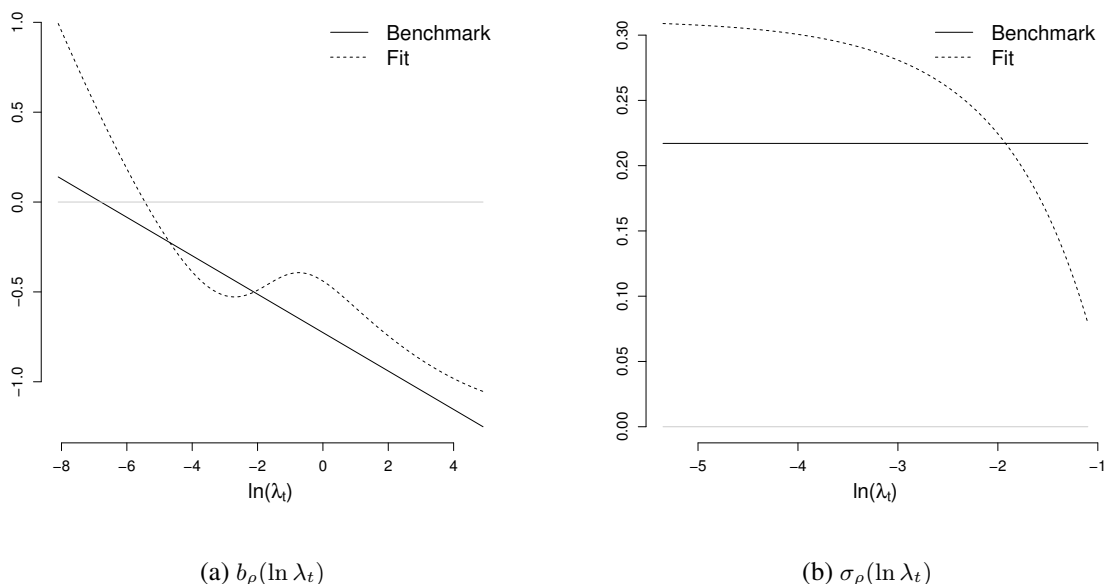 1.0
0.5
0.0
−0.5
−1.0
−8 −6 −4 −2 0 2 4
ln(λt)
Benchmark
Fit
(a) bρ(ln λt)
0.30
0.25
0.20
0.15
0.10
0.05
0.00
−5 −4 −3 −2 −1
ln(λt)
Benchmark
Fit
(b) σρ(ln λt)